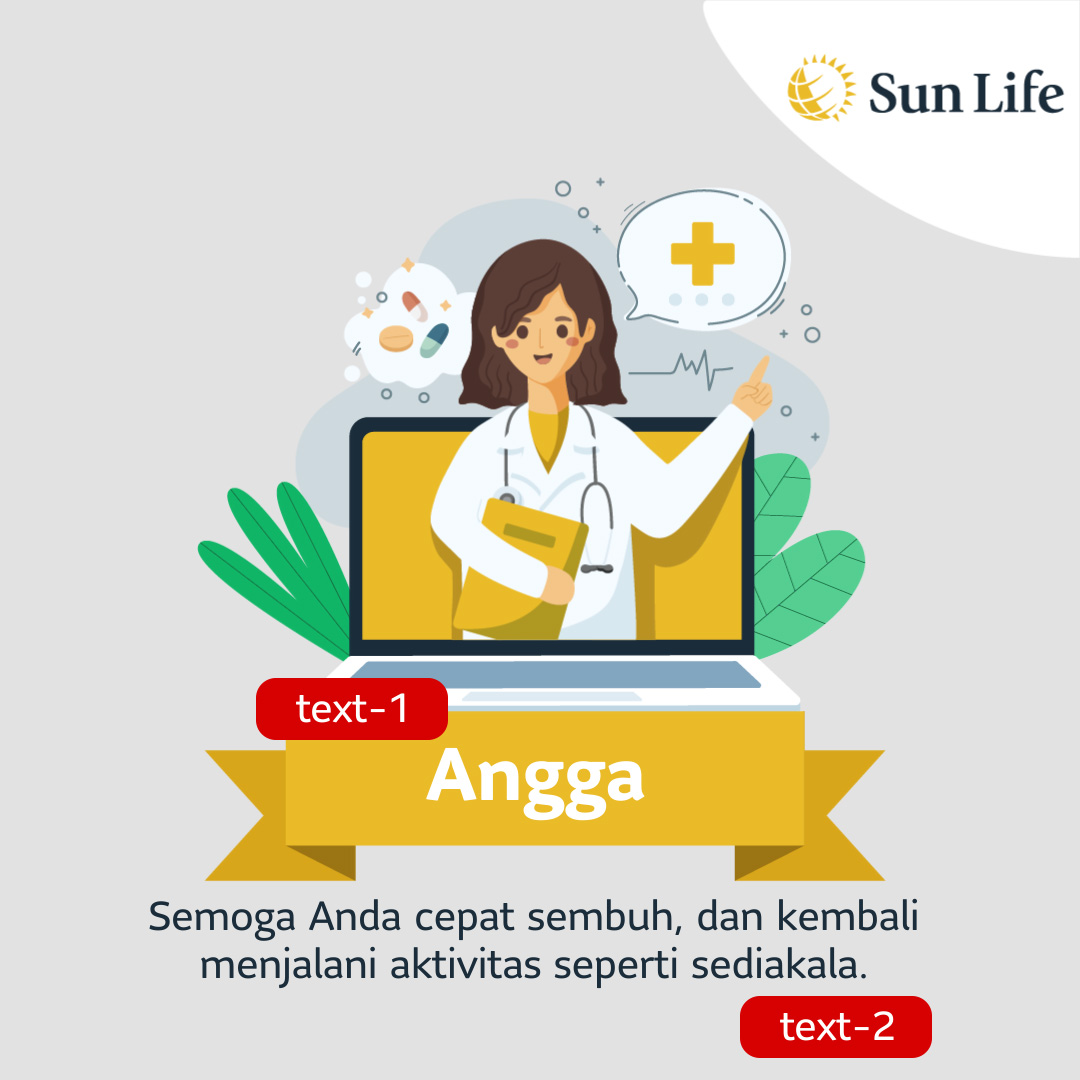 Sun Life
text-1
Angga
Semoga Anda cepat sembuh, dan kembali
menjalani aktivitas seperti sediakala.
text-2